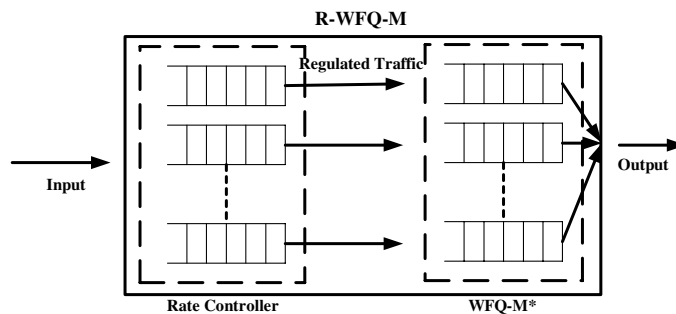 R-WFQ-M
Regulated Traffic
Input
Output
Rate Controller
WFQ-M*